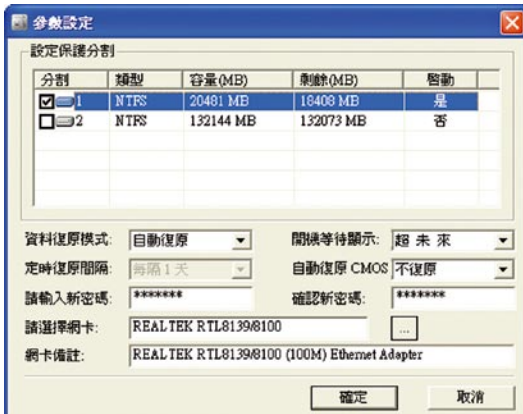 參數設定
設定保護分割
分割 類型 容量(MB) 剩餘(MB) 啓動
1 NTFS 20481 MB 18408 MB 是
2 NTFS 132144 MB 132073 MB 否
資料復原模式: 自動復原 開機等待顯示: 超 未 來
定時復原間隔: 每隔 1 天 自動復原 CMOS 不復原
請輸入新密碼: ******* 確認新密碼: *******
請選擇網卡: REALTEK RTL8139/8100 ...
網卡備註: REALTEK RTL8139/8100 (100M) Ethernet Adapter
確定 取消